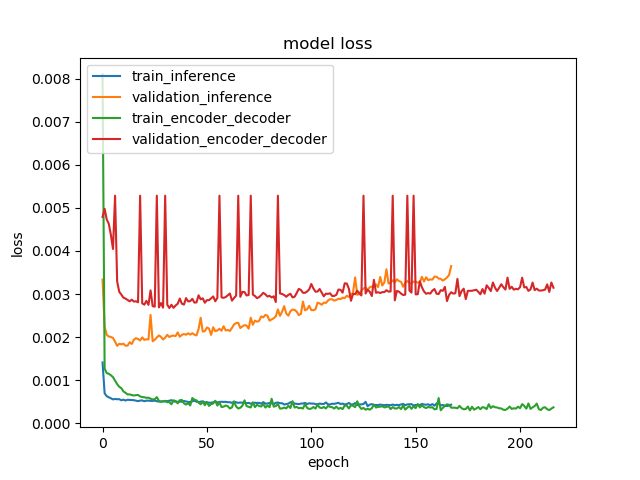 model loss
train_inference
validation_inference
train_encoder_decoder
validation_encoder_decoder
loss
0.008
0.007
0.006
0.005
0.004
0.003
0.002
0.001
0.000
0
50
100
150
200
epoch